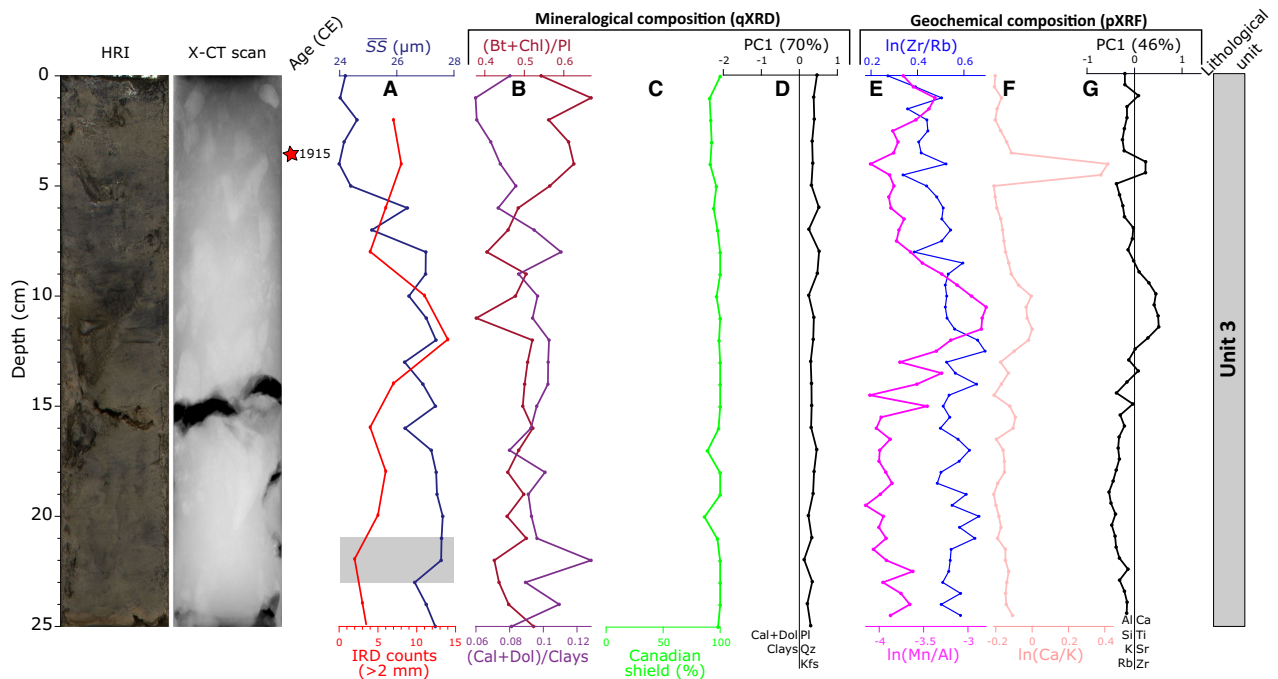 Mineralogical composition (qXRD)
Geochemical composition (pXRF)
HRI
X-CT scan
Age (CE)
SS (µm)
(Bt+Chl)/Pl
PC1 (70%)
ln(Zr/Rb)
PC1 (46%)
Lithological
unit
24 26 28
0.4 0.5 0.6
-2 -1 0 1
0.2 0.4 0.6
-1 0 1
A B C D E F G
Depth (cm)
0
5
10
15
20
25
1915
Unit 3
0 5 10 15
IRD counts
(>2 mm)
0.06 0.08 0.1 0.12
(Cal+Dol)/Clays
0 50 100
Canadian
shield (%)
Cal+Dol Pl
Clays Qz
Kfs
-4 -3.5 -3
ln(Mn/Al)
-0.2 0 0.2 0.4
ln(Ca/K)
Al Ca
Si Ti
K Sr
Rb Zr